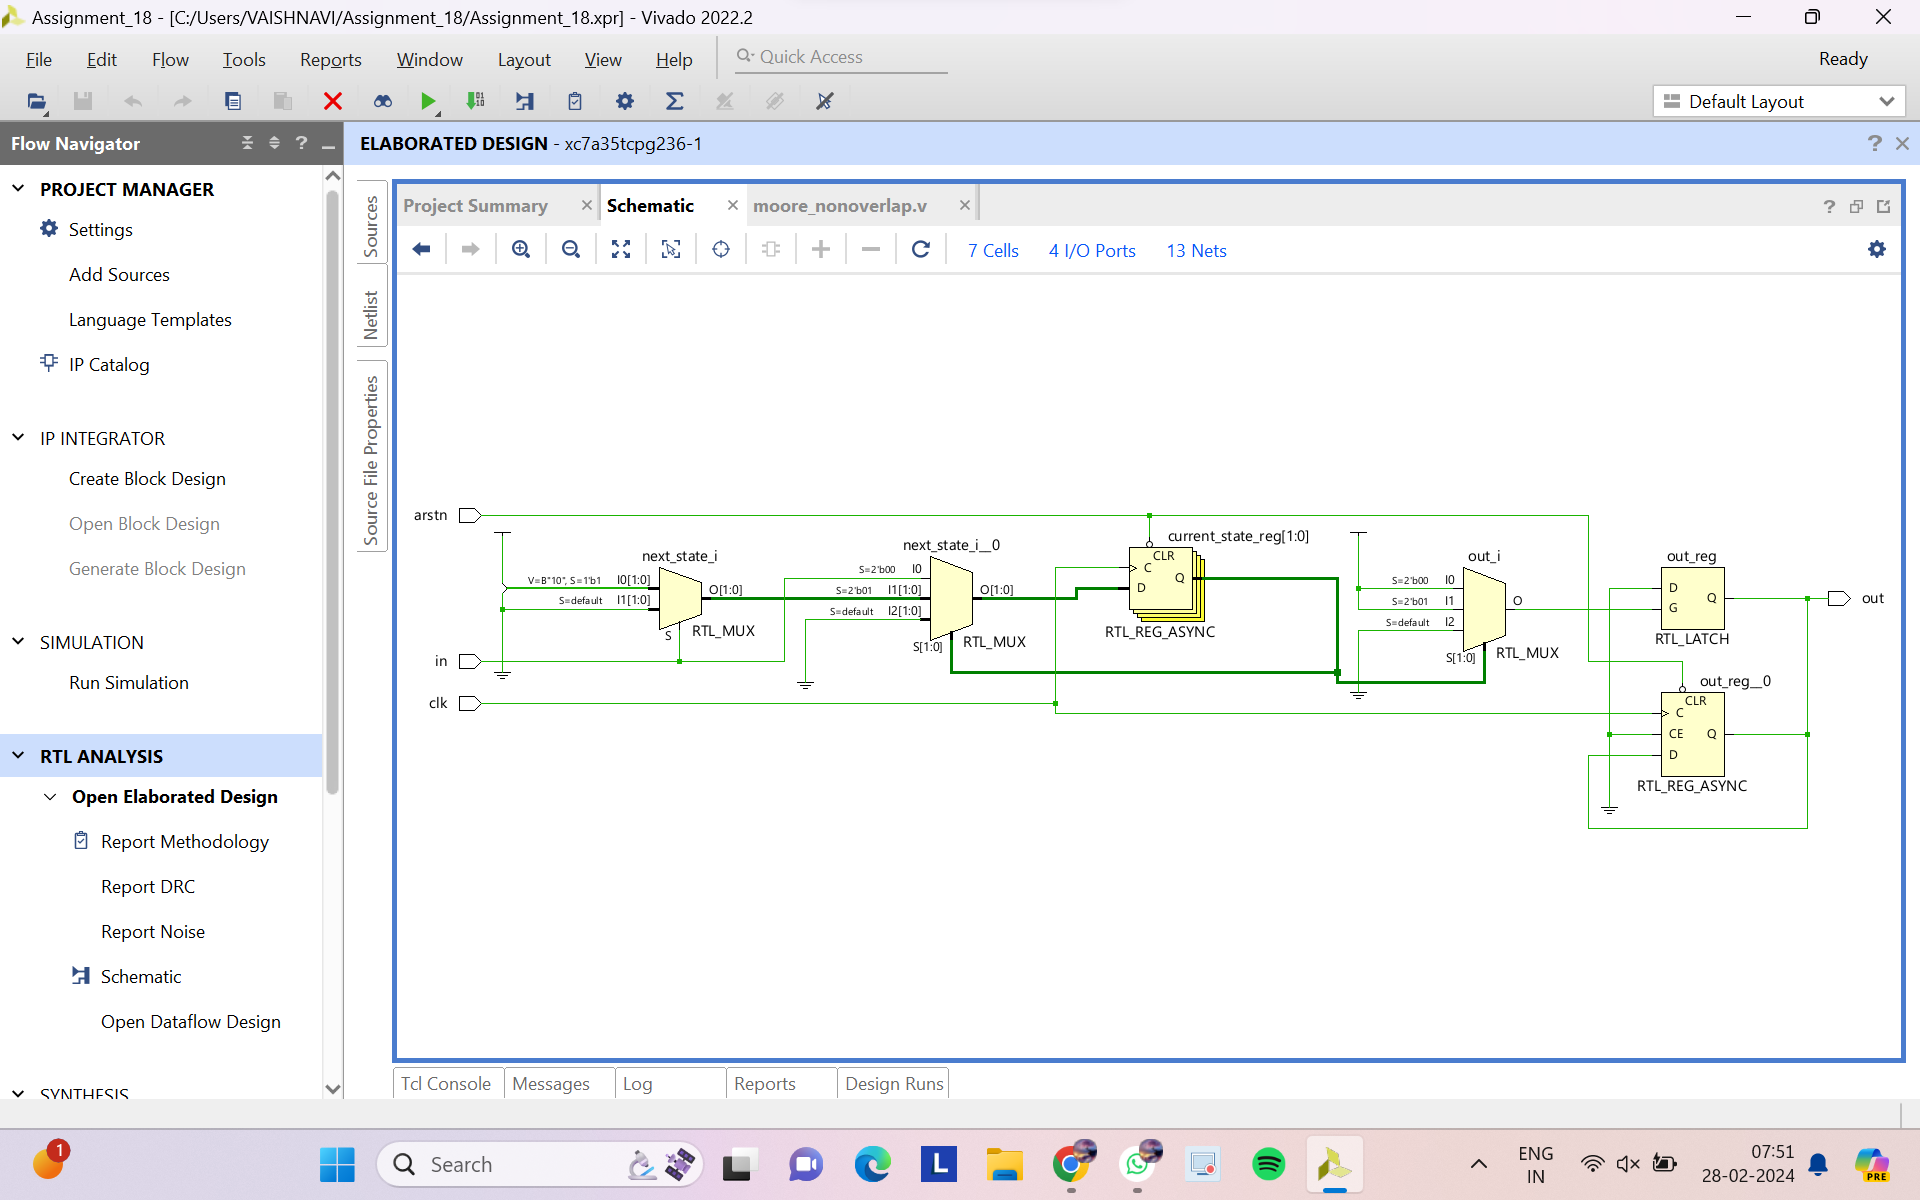 Assignment_18 - [C:/Users/VAISHNAVI/Assignment_18/Assignment_18.xpr] - Vivado 2022.2
File Edit Flow Tools Reports Window Layout View Help Quick Access Ready
Default Layout
Flow Navigator ? ELABORATED DESIGN - xc7a35tcpg236-1 ?
PROJECT MANAGER
Settings
Add Sources
Language Templates
IP Catalog
IP INTEGRATOR
Create Block Design
Open Block Design
Generate Block Design
SIMULATION
Run Simulation
RTL ANALYSIS
Open Elaborated Design
Report Methodology
Report DRC
Report Noise
Schematic
Open Dataflow Design
SYNTHESIS
Sources
Netlist
Source File Properties
Project Summary Schematic moore_nonoverlap.v ?
7 Cells 4 I/O Ports 13 Nets
arstn
in
clk
next_state_i
V=B"10", S=1'b1 I0[1:0]
S=default I1[1:0]
O[1:0]
S
RTL_MUX
next_state_i__0
S=2'b00 I0
S=2'b01 I1[1:0]
S=default I2[1:0]
O[1:0]
S[1:0]
RTL_MUX
current_state_reg[1:0]
CLR
C
D
Q
RTL_REG_ASYNC
out_i
S=2'b00 I0
S=2'b01 I1
S=default I2
O
S[1:0]
RTL_MUX
out_reg
D
G
Q
RTL_LATCH
out
out_reg__0
CLR
C
CE
D
Q
RTL_REG_ASYNC
Tcl Console Messages Log Reports Design Runs
1
Search
L
ENG
IN
07:51
28-02-2024
PRE